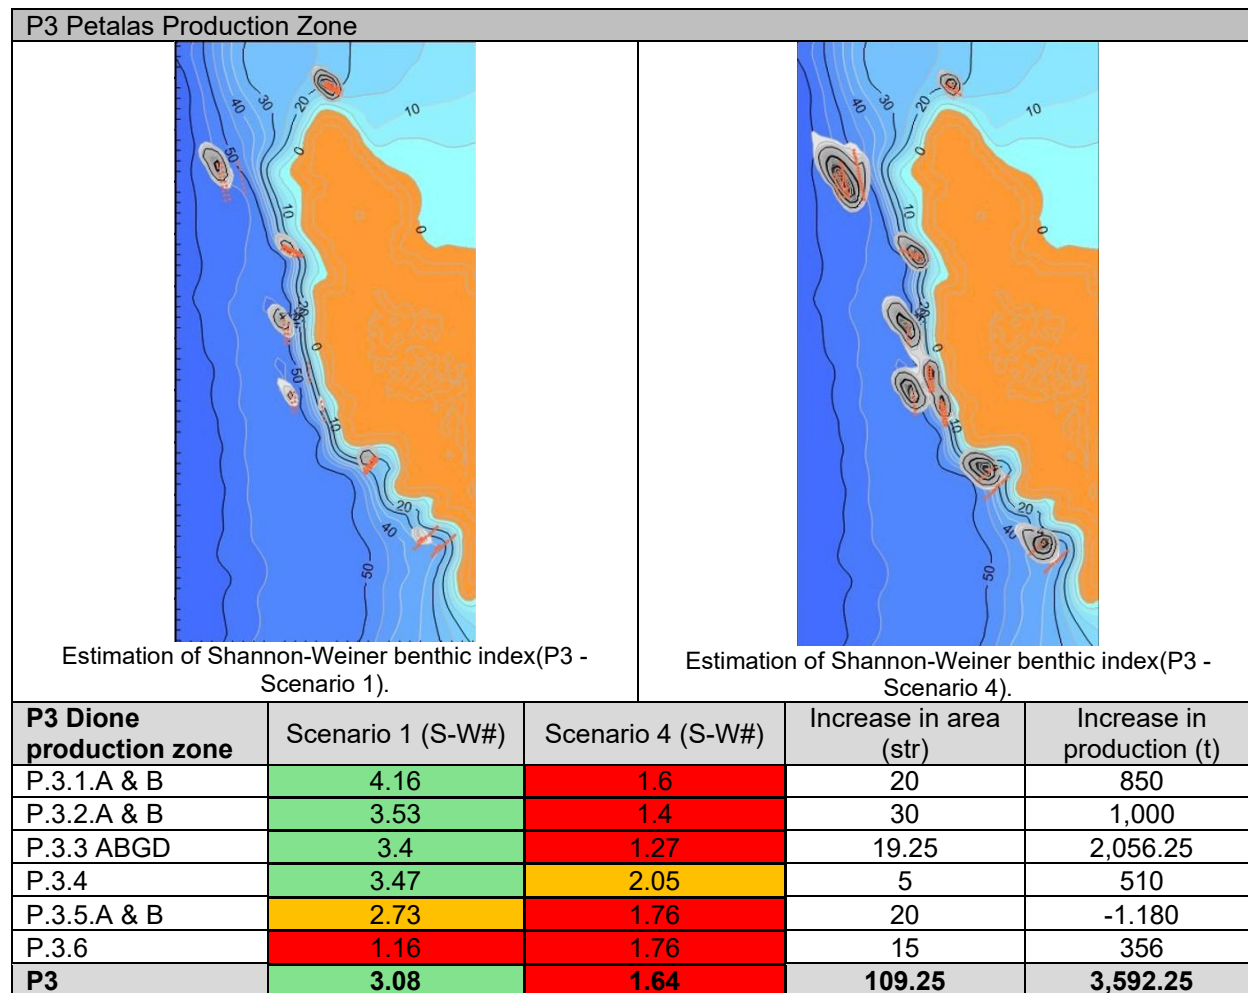 P3 Petalas Production Zone
50
40
30
20
10
0
10
0
20
0
50
10
20
40
50
40
30
20
10
0
10
0
20
0
10
20
40
50
Estimation of Shannon-Weiner benthic index(P3 -
Scenario 1).
Estimation of Shannon-Weiner benthic index(P3 -
Scenario 4).
P3 Dione
production zone
Scenario 1 (S-W#)
Scenario 4 (S-W#)
Increase in area
(str)
Increase in
production (t)
P.3.1.A & B 4.16 1.6 20 850
P.3.2.A & B 3.53 1.4 30 1,000
P.3.3 ABGD 3.4 1.27 19.25 2,056.25
P.3.4 3.47 2.05 5 510
P.3.5.A & B 2.73 1.76 20 -1.180
P.3.6 1.16 1.76 15 356
P3 3.08 1.64 109.25 3,592.25